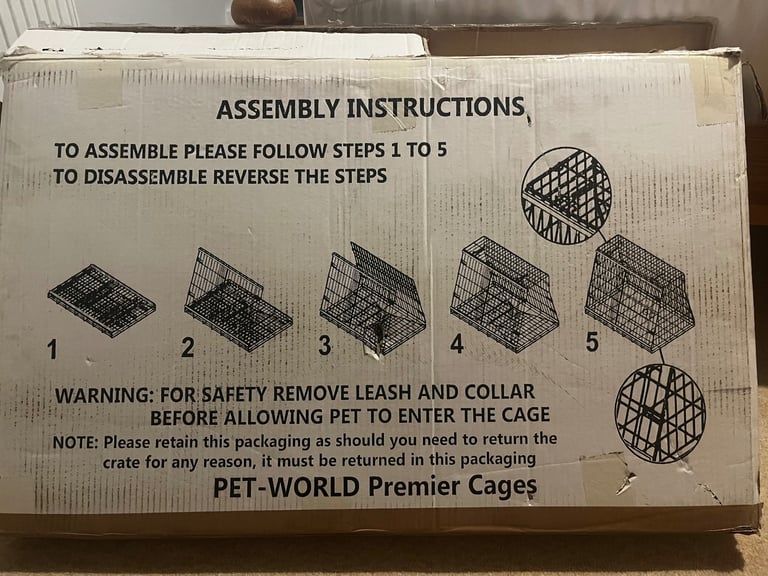 ASSEMBLY INSTRUCTIONS
TO ASSEMBLE PLEASE FOLLOW STEPS 1 TO 5
TO DISASSEMBLE REVERSE THE STEPS
1 2 3 4 5
WARNING: FOR SAFETY REMOVE LEASH AND COLLAR
BEFORE ALLOWING PET TO ENTER THE CAGE
NOTE: Please retain this packaging as should you need to return the
crate for any reason, it must be returned in this packaging
PET-WORLD Premier Cages